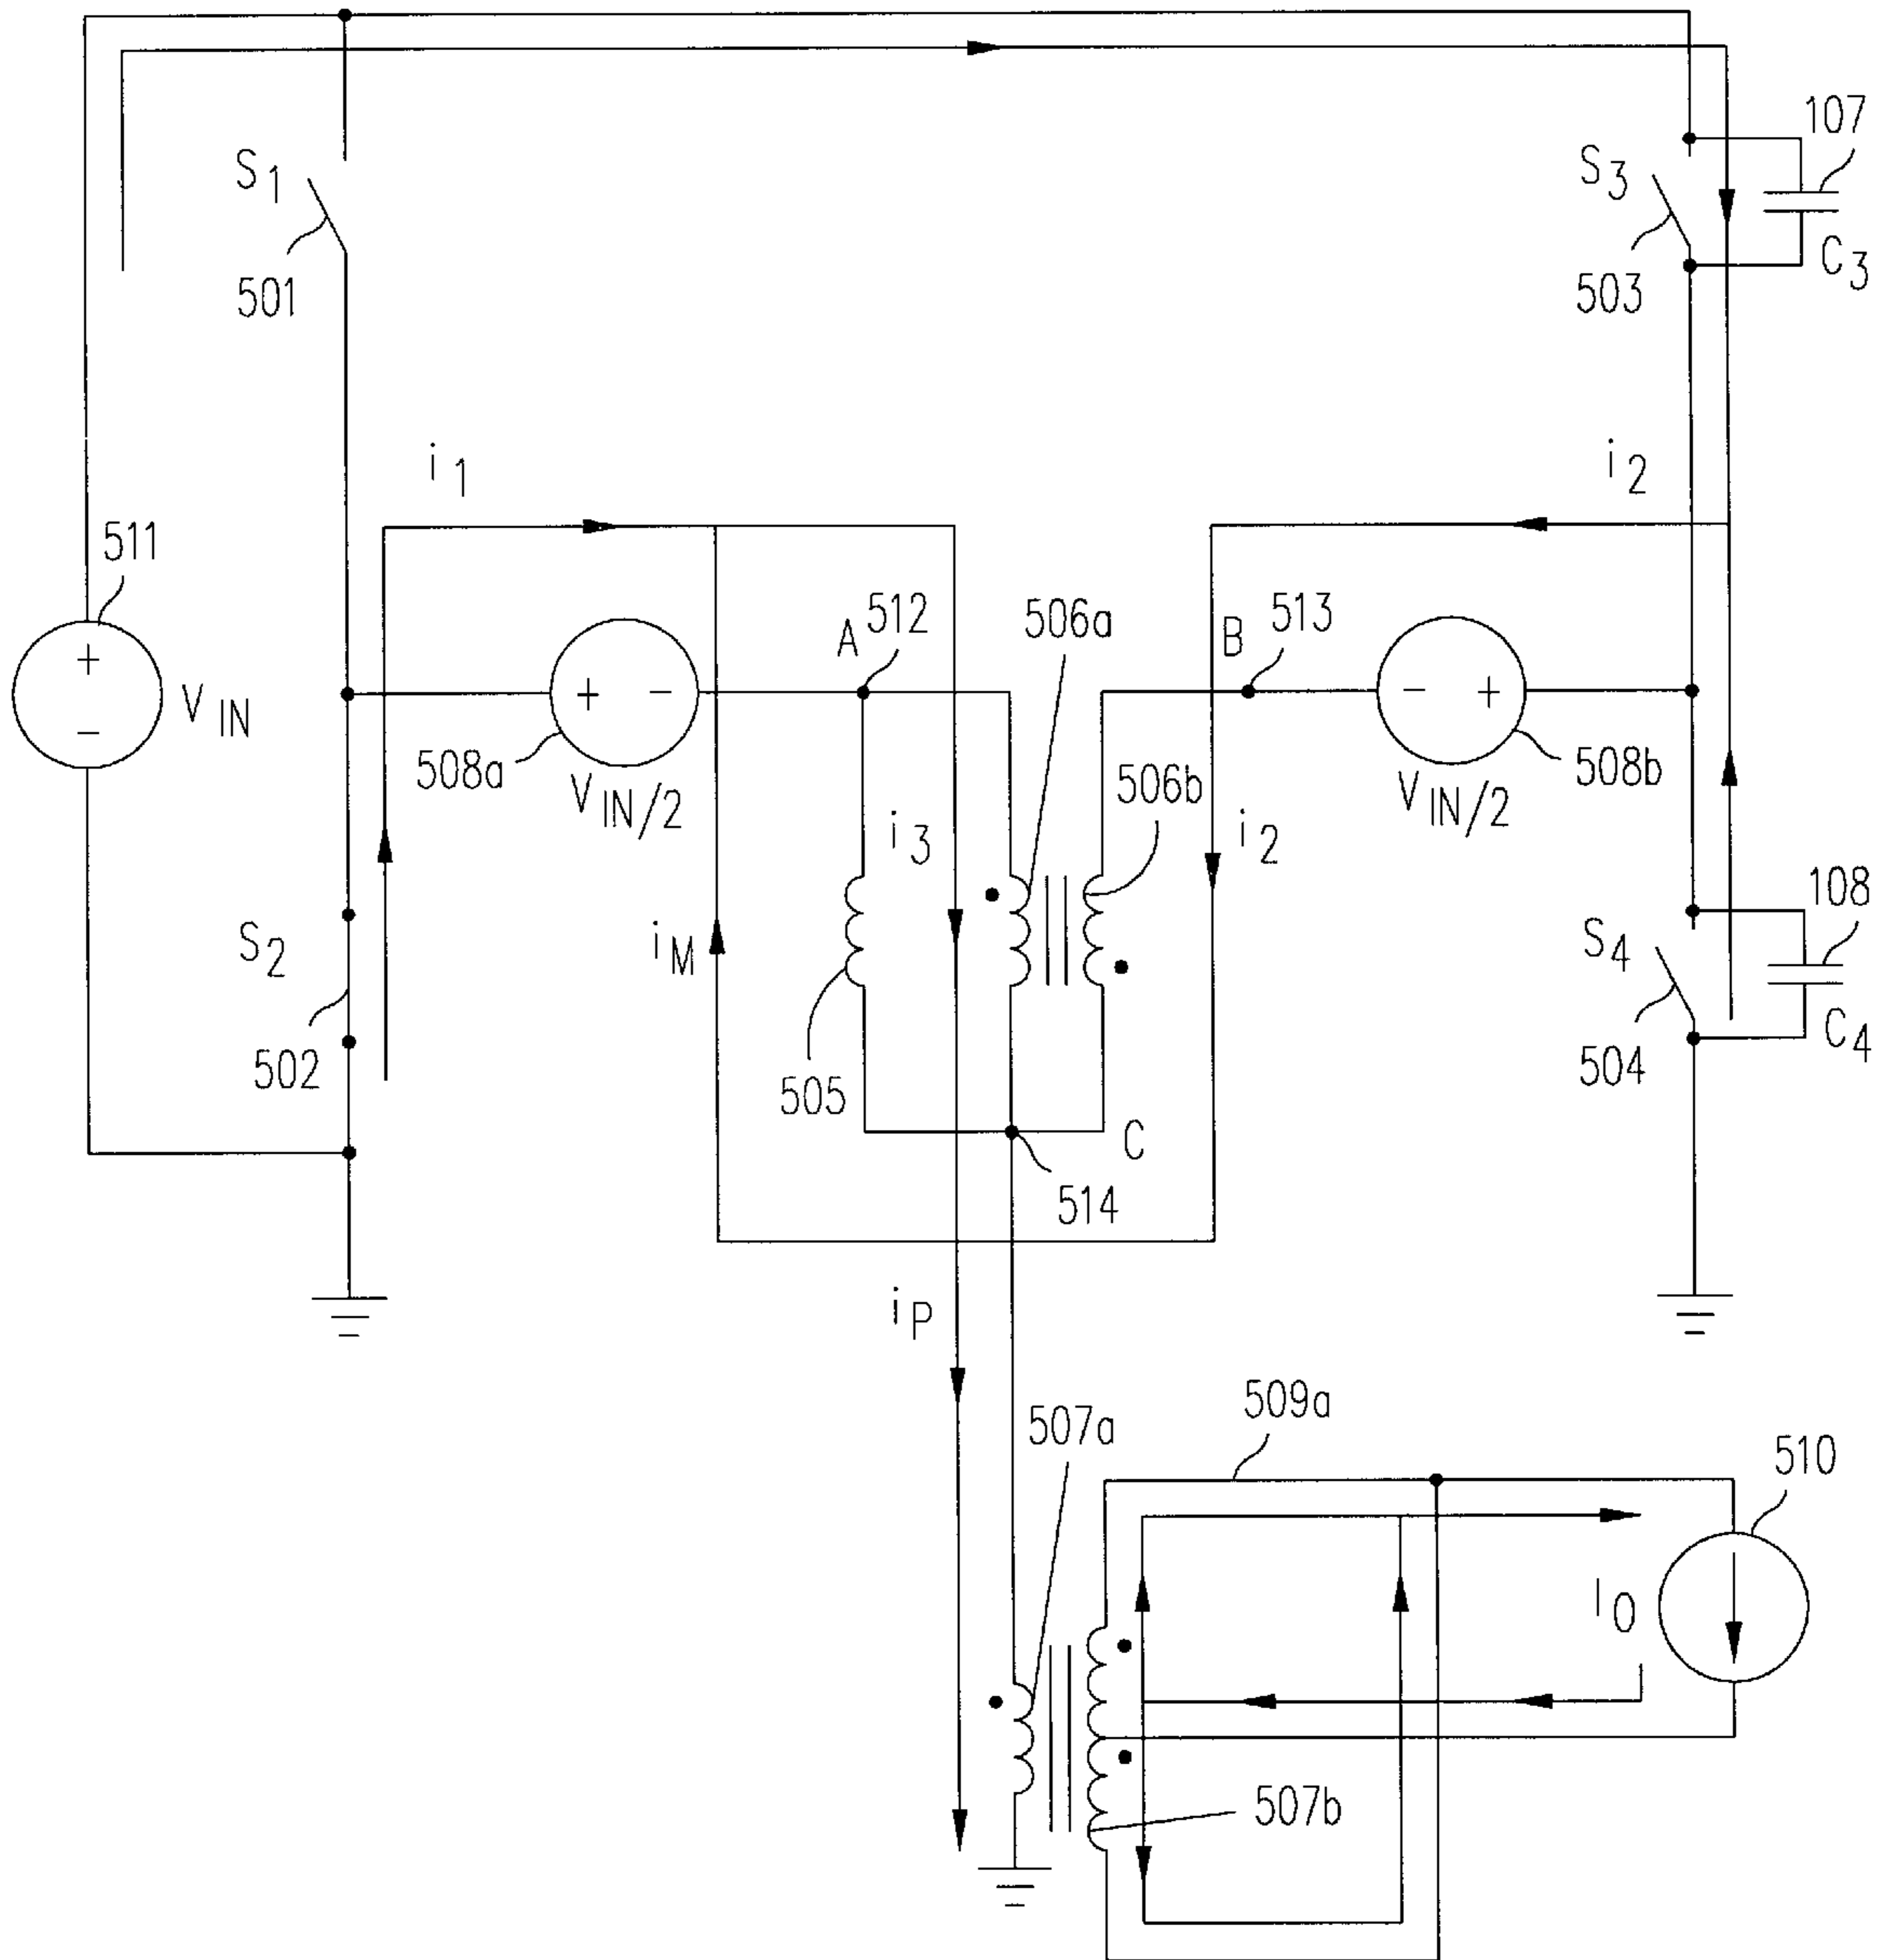 107
S1
S3
501
503
C3
i1
i2
511
A
512
506a
B
513
+
-
VIN
+
-
-
+
508a
VIN/2
508b
VIN/2
506b
i3
i2
iM
108
S2
S4
502
505
504
C4
C
514
iP
509a
507a
510
IO
507b